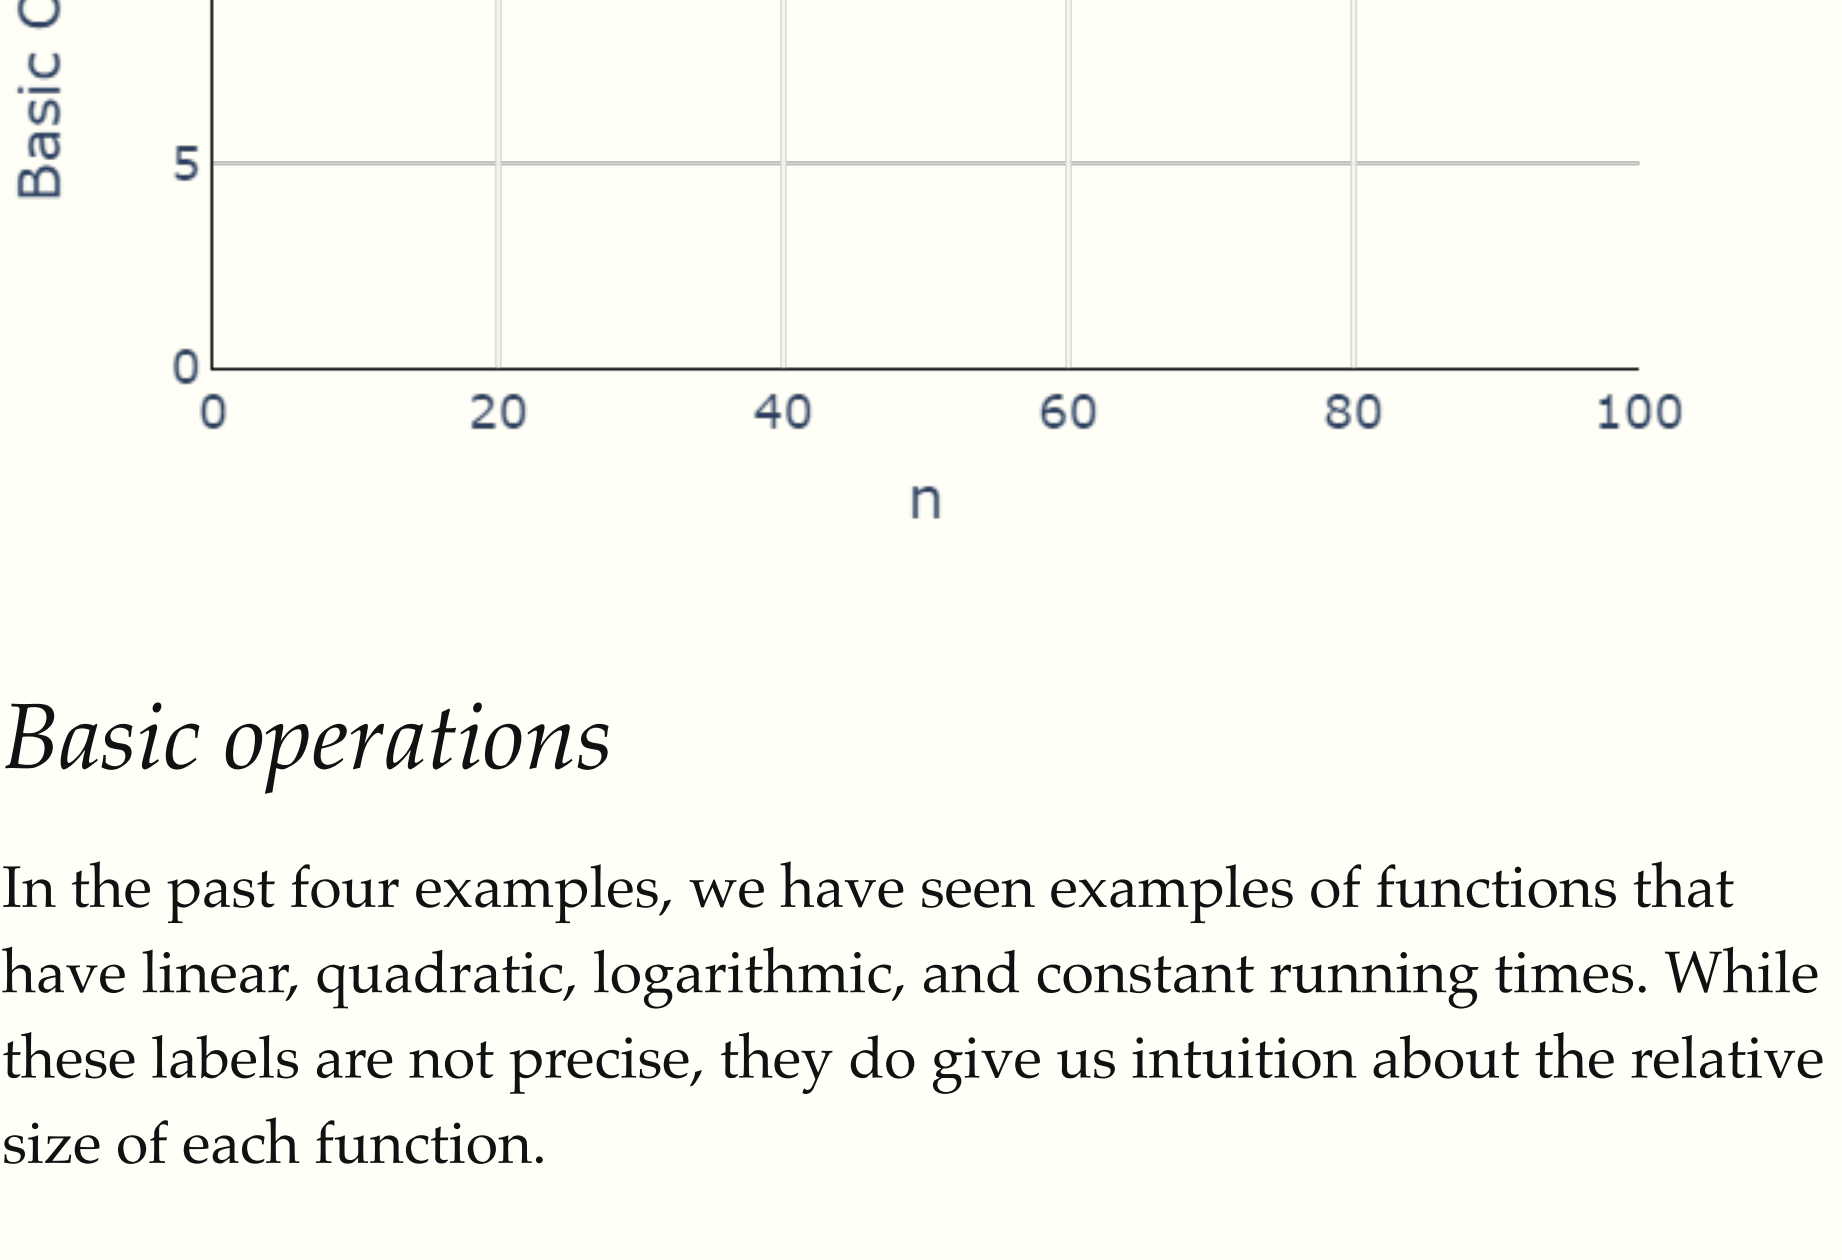 Basic
5
0
0 20 40 60 80 100
n
Basic operations
In the past four examples, we have seen examples of functions that
have linear, quadratic, logarithmic, and constant running times. While
these labels are not precise, they do give us intuition about the relative
size of each function.